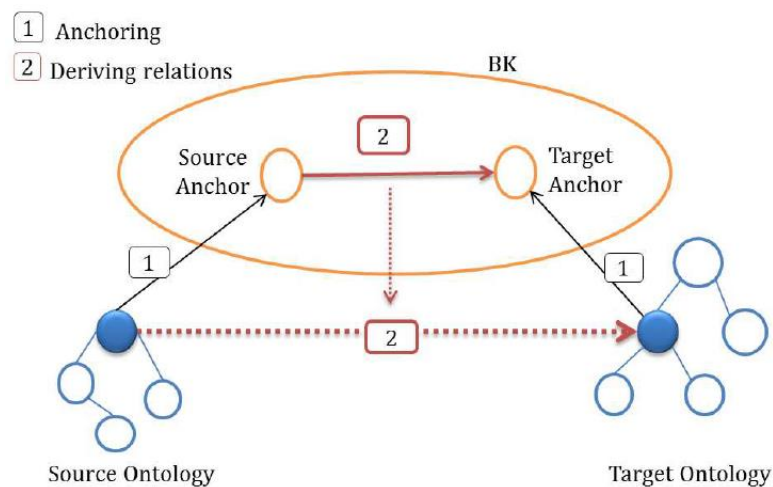 1 Anchoring
2 Deriving relations
BK
2
Source
Anchor
Target
Anchor
1
1
2
Source Ontology
Target Ontology